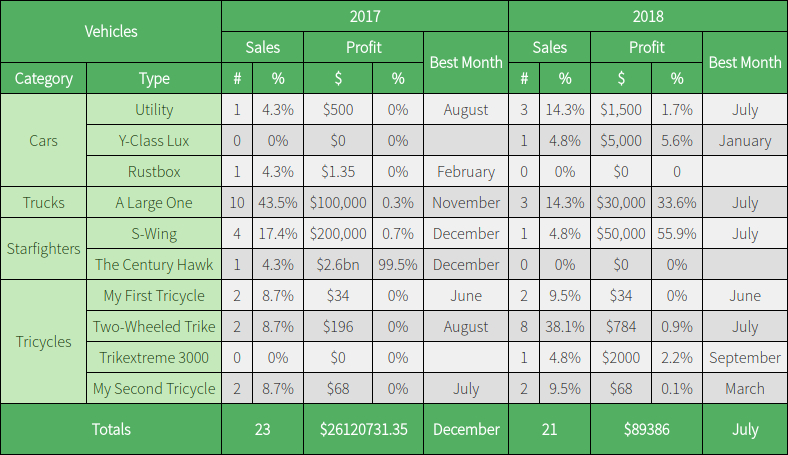 Vehicles 2017 2018
Sales Profit Best Month Sales Profit Best Month
Category Type # % $ % # % $ %
Cars Utility 1 4.3% $500 0% August 3 14.3% $1,500 1.7% July
Y-Class Lux 0 0% $0 0% 1 4.8% $5,000 5.6% January
Rustbox 1 4.3% $1.35 0% February 0 0% $0 0
Trucks A Large One 10 43.5% $100,000 0.3% November 3 14.3% $30,000 33.6% July
Starfighters S-Wing 4 17.4% $200,000 0.7% December 1 4.8% $50,000 55.9% July
The Century Hawk 1 4.3% $2.6bn 99.5% December 0 0% $0 0%
Tricycles My First Tricycle 2 8.7% $34 0% June 2 9.5% $34 0% June
Two-Wheeled Trike 2 8.7% $196 0% August 8 38.1% $784 0.9% July
Trikextreme 3000 0 0% $0 0% 1 4.8% $2000 2.2% September
My Second Tricycle 2 8.7% $68 0% July 2 9.5% $68 0.1% March
Totals 23 $26120731.35 December 21 $89386 July